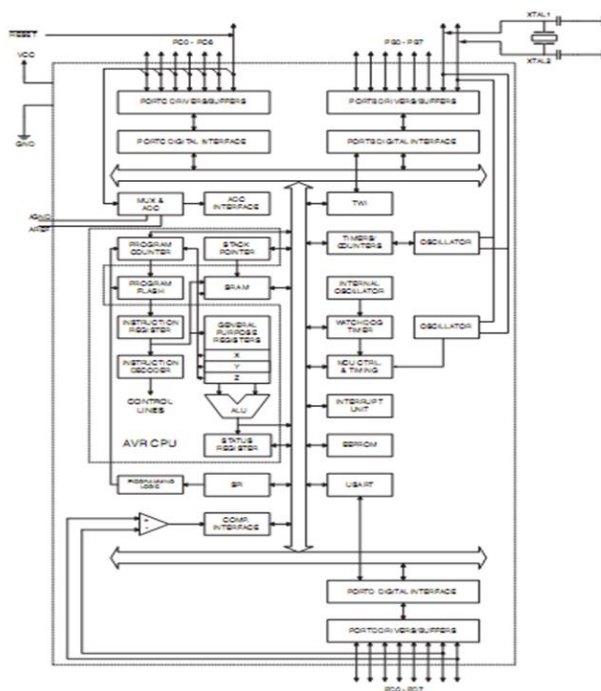 RESET
XTAL1
PC0 - PC6
PB0 - PB7
VCC
XTAL2
PORTC DRIVERS/BUFFERS
PORTB DRIVERS/BUFFERS
GND
PORTC DIGITAL INTERFACE
PORTB DIGITAL INTERFACE
MUX &
ADC
ADC
INTERFACE
TWI
AGND
AREF
PROGRAM
COUNTER
STACK
POINTER
TIMERS/
COUNTERS
OSCILLATOR
PROGRAM
FLASH
SRAM
INTERNAL
OSCILLATOR
INSTRUCTION
REGISTER
GENERAL
PURPOSE
REGISTERS
WATCHDOG
TIMER
OSCILLATOR
X
Y
Z
INSTRUCTION
DECODER
MCU CTRL.
& TIMING
CONTROL
LINES
ALU
INTERRUPT
UNIT
AVR CPU
STATUS
REGISTER
EEPROM
PROGRAMMING
LOGIC
SPI
USART
+
-
COMP.
INTERFACE
PORTD DIGITAL INTERFACE
PORTD DRIVERS/BUFFERS
PD0 - PD7